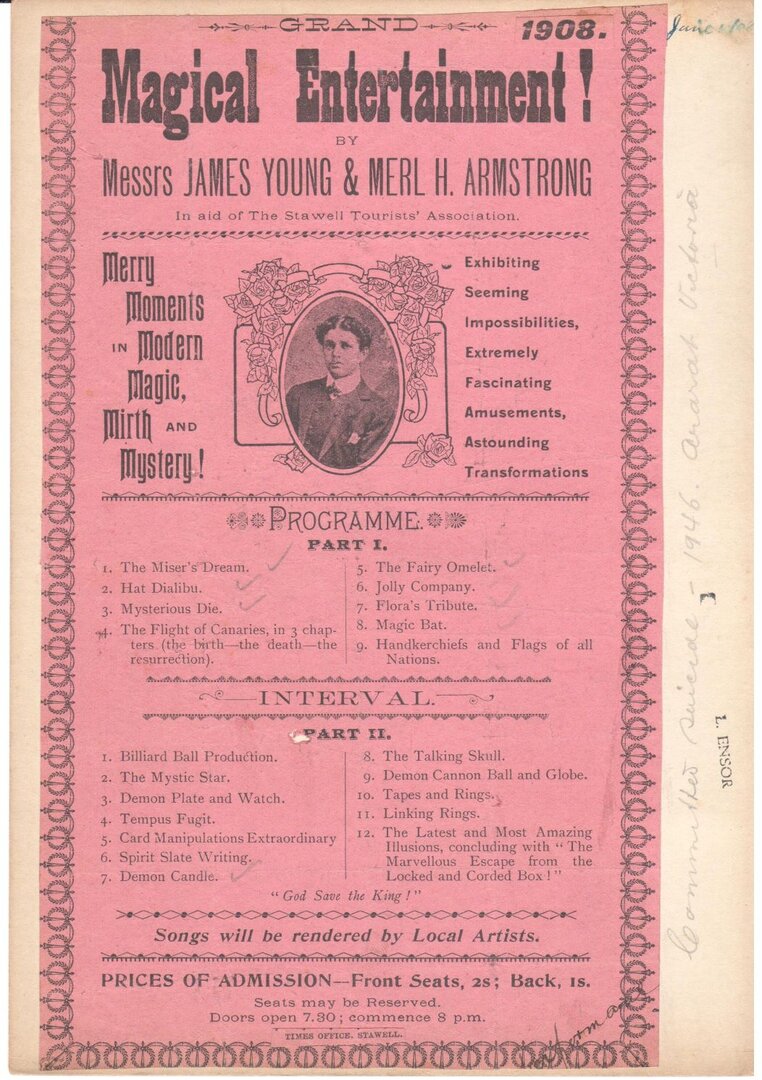 GRAND
1908.
Magical Entertainment!
BY
Messrs JAMES YOUNG & MERL H. ARMSTRONG
In aid of The Stawell Tourists' Association.
Merry
Moments
IN Modern
Magic,
Mirth AND
Mystery!
Exhibiting
Seeming
Impossibilities,
Extremely
Fascinating
Amusements,
Astounding
Transformations
PROGRAMME.
PART I.
1. The Miser's Dream.
2. Hat Dialibu.
3. Mysterious Die.
4. The Flight of Canaries, in 3 chap-
ters (the birth—the death—the
resurrection).
5. The Fairy Omelet.
6. Jolly Company.
7. Flora's Tribute.
8. Magic Bat.
9. Handkerchiefs and Flags of all
Nations.
INTERVAL.
PART II.
1. Billiard Ball Production.
2. The Mystic Star.
3. Demon Plate and Watch.
4. Tempus Fugit.
5. Card Manipulations Extraordinary
6. Spirit Slate Writing.
7. Demon Candle.
8. The Talking Skull.
9. Demon Cannon Ball and Globe.
10. Tapes and Rings.
11. Linking Rings.
12. The Latest and Most Amazing
Illusions, concluding with "The
Marvellous Escape from the
Locked and Corded Box!"
"God Save the King!"
Songs will be rendered by Local Artists.
PRICES OF ADMISSION—Front Seats, 2s; Back, 1s.
Seats may be Reserved.
Doors open 7.30; commence 8 p.m.
TIMES OFFICE, STAWELL.
Committed suicide - 1946. Ararat Victoria
L. ENSOR